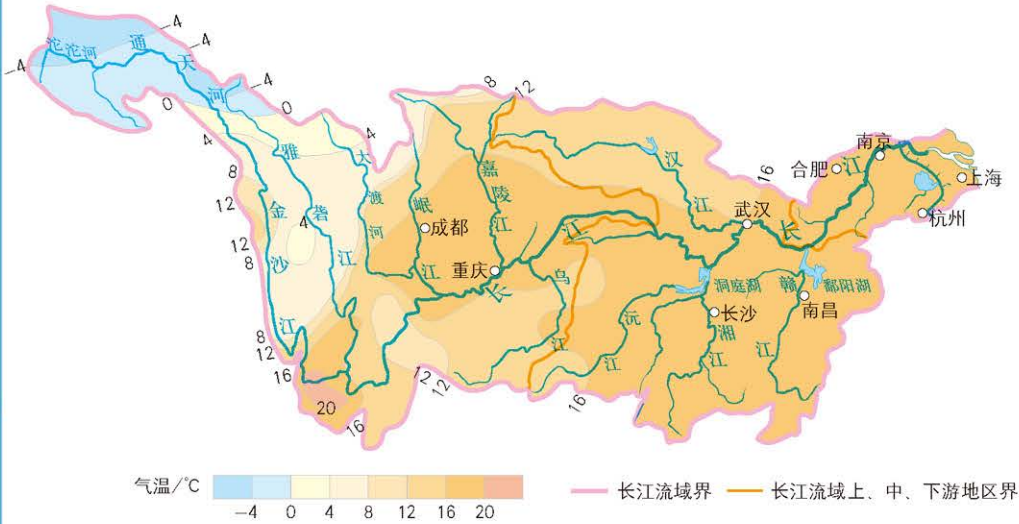 -4
-4
-4
-4
0
0
4
4
8
12
12
8
8
12
16
20
16
12
12
16
8
12
16
4
沱沱河
通天河
雅砻江
金沙江
大渡河
岷江
嘉陵江
汉江
乌江
沅江
湘江
赣江
长江
长江
洞庭湖
鄱阳湖
成都
重庆
武汉
长沙
南昌
合肥
南京
上海
杭州
气温/℃
-4 0 4 8 12 16 20
长江流域界
长江流域上、中、下游地区界